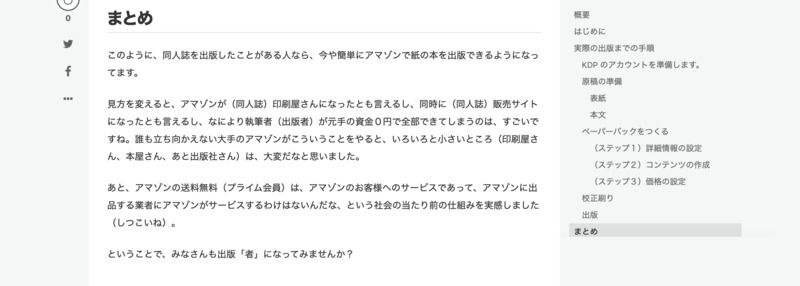 0
まとめ
このように、同人誌を出版したことがある人なら、今や簡単にアマゾンで紙の本を出版できるようになっ
てます。
見方を変えると、アマゾンが（同人誌）印刷屋さんになったとも言えるし、同時に（同人誌）販売サイト
になったとも言えるし、なにより執筆者（出版者）が元手の資金０円で全部できてしまうのは、すごいで
すね。誰も立ち向かえない大手のアマゾンがこういうことをやると、いろいろと小さいところ（印刷屋さ
ん、本屋さん、あと出版社さん）は、大変だなと思いました。
あと、アマゾンの送料無料（プライム会員）は、アマゾンのお客様へのサービスであって、アマゾンに出
品する業者にアマゾンがサービスするわけはないんだな、という社会の当たり前の仕組みを実感しました
（しつこいね）。
ということで、みなさんも出版「者」になってみませんか？
概要
はじめに
実際の出版までの手順
KDP のアカウントを準備します。
原稿の準備
表紙
本文
ペーパーバックをつくる
（ステップ１）詳細情報の設定
（ステップ２）コンテンツの作成
（ステップ３）価格の設定
校正刷り
出版
まとめ